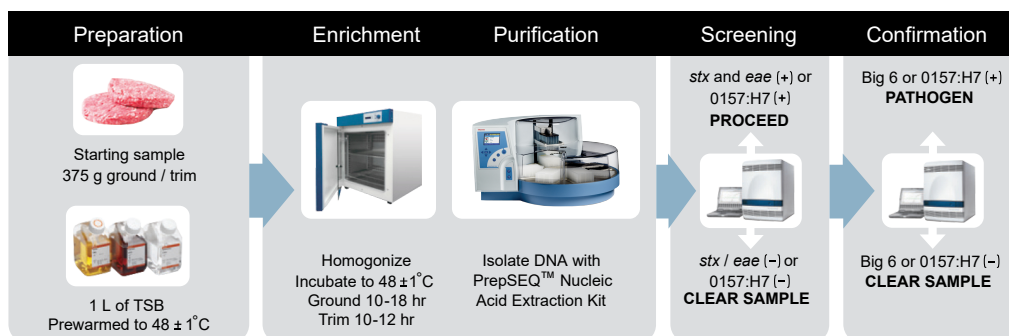 Preparation
Enrichment
Purification
Screening
Confirmation
Starting sample
375 g ground / trim
1 L of TSB
Prewarmed to 48 ± 1°C
Homogonize
Incubate to 48 ±1°C
Ground 10-18 hr
Trim 10-12 hr
Isolate DNA with
PrepSEQ™ Nucleic
Acid Extraction Kit
stx and eae (+) or
0157:H7 (+)
PROCEED
stx / eae (–) or
0157:H7 (–)
CLEAR SAMPLE
Big 6 or 0157:H7 (+)
PATHOGEN
Big 6 or 0157:H7 (–)
CLEAR SAMPLE